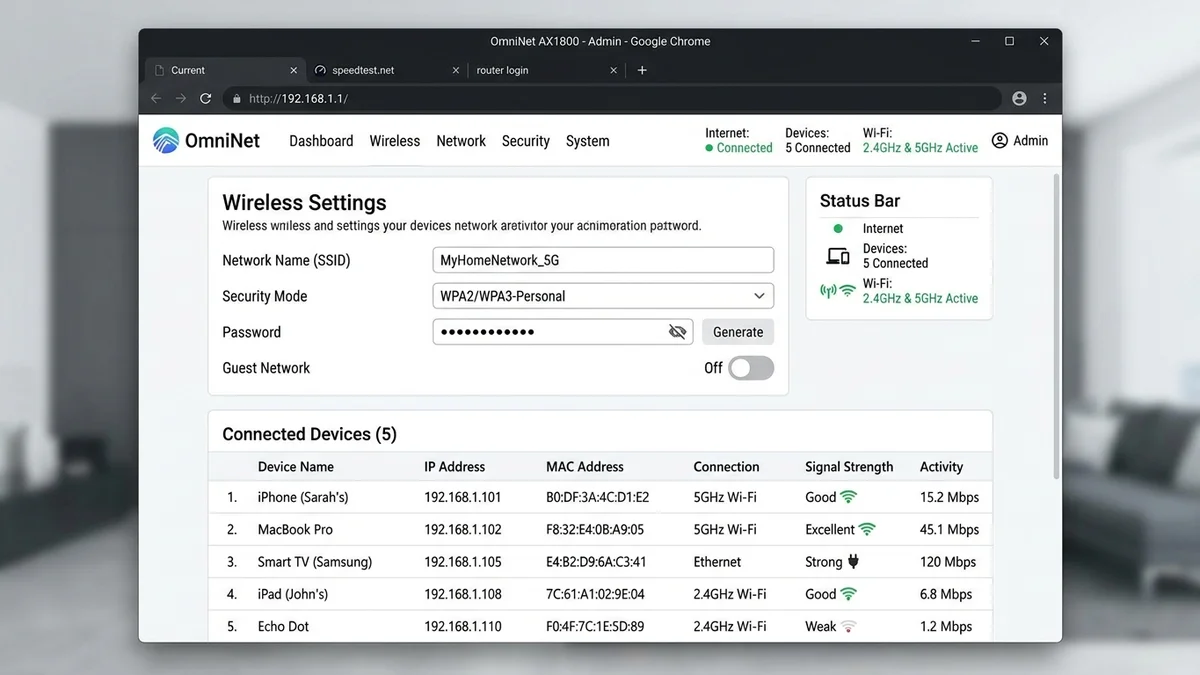 OmniNet AX1800 - Admin - Google Chrome
Current
speedtest.net
router login
http://192.168.1.1/
OmniNet
Dashboard Wireless Network Security System
Internet: Connected
Devices: 5 Connected
Wi-Fi: 2.4GHz & 5GHz Active
Admin
Wireless Settings
Wireless and settings your devices network your
Network Name (SSID) MyHomeNetwork_5G
Security Mode WPA2/WPA3-Personal
Password •••••••••••• Generate
Guest Network Off
Status Bar
Internet
Devices:
5 Connected
Wi-Fi:
2.4GHz & 5GHz Active
Connected Devices (5)
Device Name IP Address MAC Address Connection Signal Strength Activity
1. iPhone (Sarah's) 192.168.1.101 B0:DF:3A:4C:D1:E2 5GHz Wi-Fi Good 15.2 Mbps
2. MacBook Pro 192.168.1.102 F8:32:E4:0B:A9:05 5GHz Wi-Fi Excellent 45.1 Mbps
3. Smart TV (Samsung) 192.168.1.105 E4:B2:D9:6A:C3:41 Ethernet Strong 120 Mbps
4. iPad (John's) 192.168.1.108 7C:61:A1:02:9E:04 2.4GHz Wi-Fi Good 6.8 Mbps
5. Echo Dot 192.168.1.110 F0:4F:7C:1E:5D:89 2.4GHz Wi-Fi Weak 1.2 Mbps